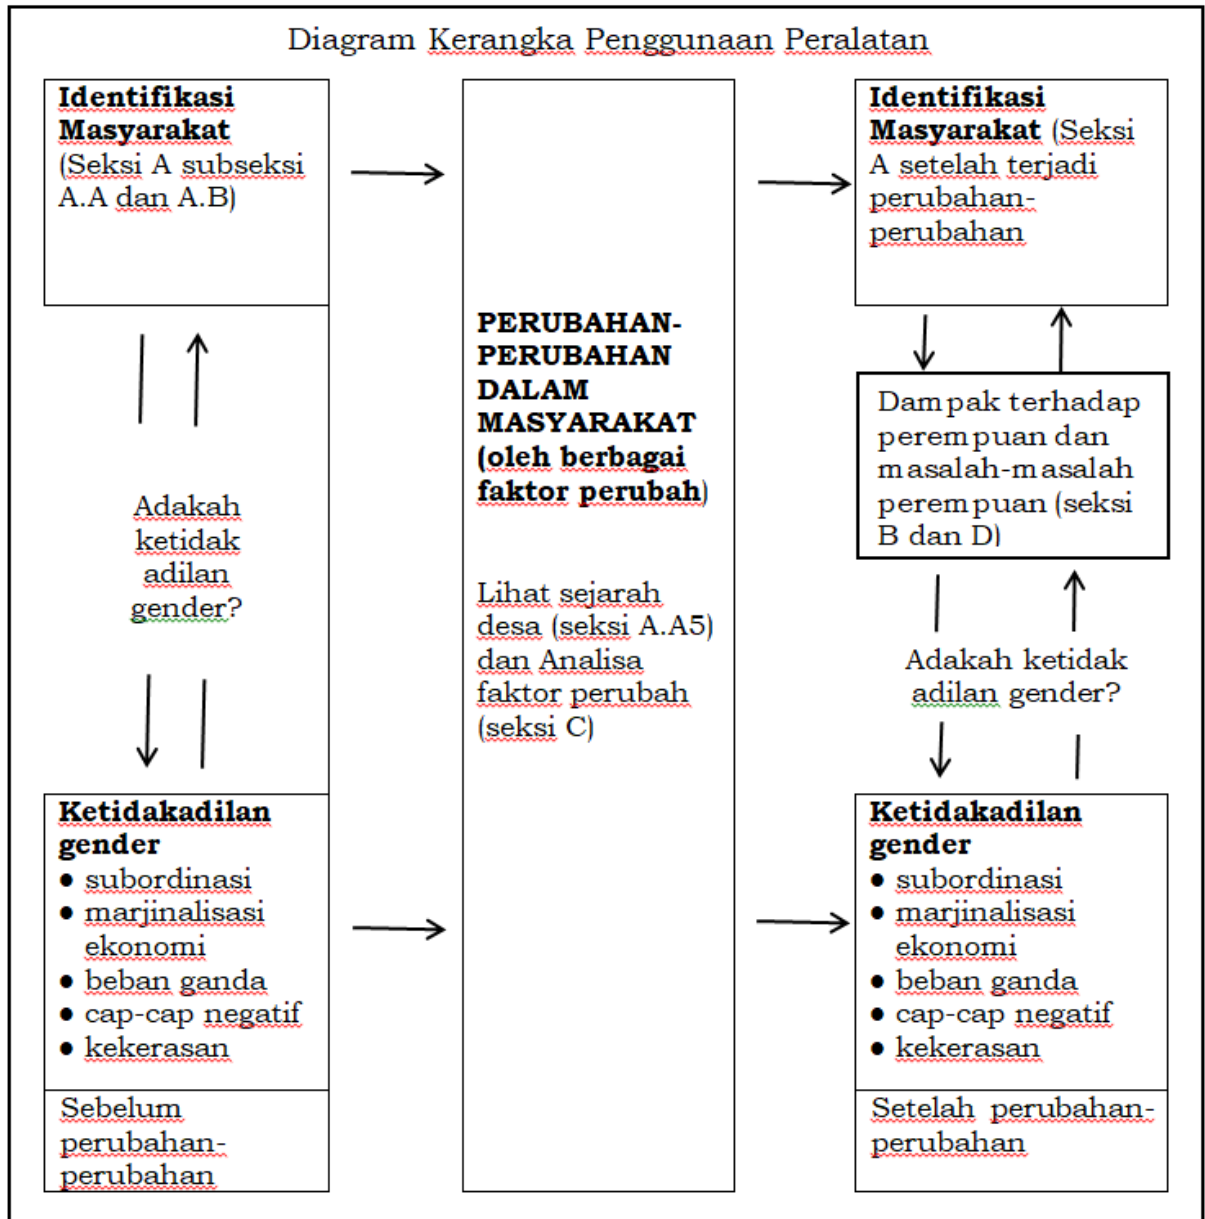 Diagram Kerangka Penggunaan Peralatan
Identifikasi
Masyarakat
(Seksi A subseksi
A.A dan A.B)
Adakah
ketidak
adilan
gender?
Ketidakadilan
gender
● subordinasi
● marjinalisasi
ekonomi
● beban ganda
● cap-cap negatif
● kekerasan
Sebelum
perubahan-
perubahan
PERUBAHAN-
PERUBAHAN
DALAM
MASYARAKAT
(oleh berbagai
faktor perubah)
Lihat sejarah
desa (seksi A.A5)
dan Analisa
faktor perubah
(seksi C)
Identifikasi
Masyarakat (Seksi
A setelah terjadi
perubahan-
perubahan
Dampak terhadap
perempuan dan
masalah-masalah
perempuan (seksi
B dan D)
Adakah ketidak
adilan gender?
Ketidakadilan
gender
● subordinasi
● marjinalisasi
ekonomi
● beban ganda
● cap-cap negatif
● kekerasan
Setelah perubahan-
perubahan